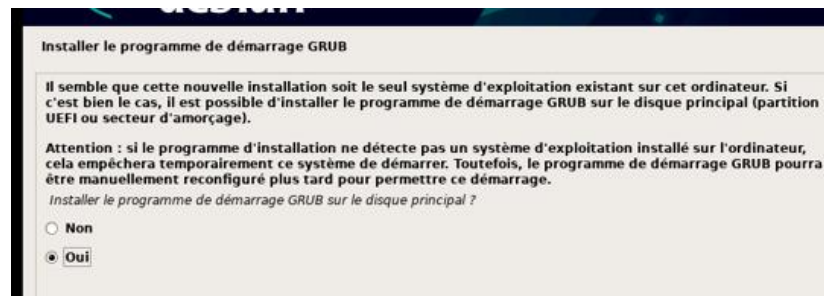 debian
Installer le programme de démarrage GRUB
Il semble que cette nouvelle installation soit le seul système d'exploitation existant sur cet ordinateur. Si
c'est bien le cas, il est possible d'installer le programme de démarrage GRUB sur le disque principal (partition
UEFI ou secteur d'amorçage).
Attention : si le programme d'installation ne détecte pas un système d'exploitation installé sur l'ordinateur,
cela empêchera temporairement ce système de démarrer. Toutefois, le programme de démarrage GRUB pourra
être manuellement reconfiguré plus tard pour permettre ce démarrage.
Installer le programme de démarrage GRUB sur le disque principal ?
Non
Oui